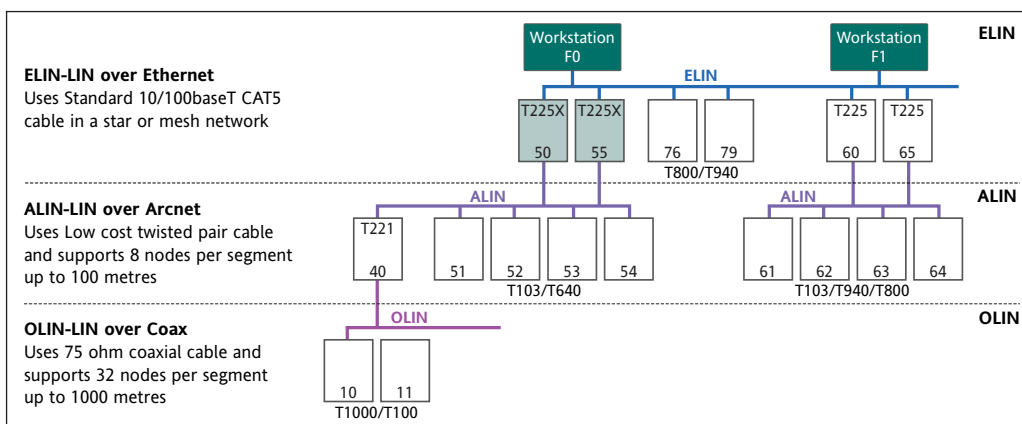 Workstation
F0
Workstation
F1
ELIN
ELIN-LIN over Ethernet
Uses Standard 10/100baseT CAT5
cable in a star or mesh network
ELIN
T225X
T225X
T225
T225
50
55
76
79
60
65
T800/T940
ALIN
ALIN
ALIN
ALIN-LIN over Arcnet
Uses Low cost twisted pair cable
and supports 8 nodes per segment
up to 100 metres
T221
40
51
52
53
54
61
62
63
64
T103/T640
T103/T940/T800
OLIN
OLIN
OLIN-LIN over Coax
Uses 75 ohm coaxial cable and
supports 32 nodes per segment
up to 1000 metres
10
11
T1000/T100